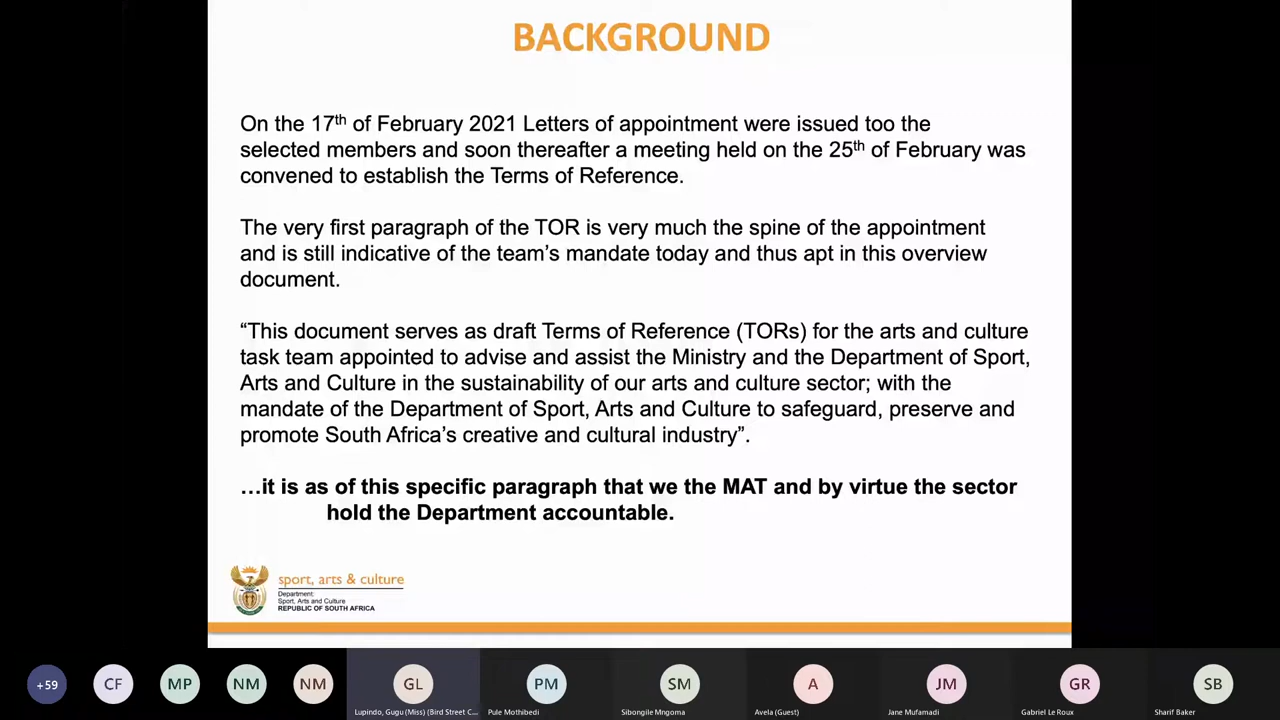 BACKGROUND
On the 17th of February 2021 Letters of appointment were issued too the
selected members and soon thereafter a meeting held on the 25th of February was
convened to establish the Terms of Reference.
The very first paragraph of the TOR is very much the spine of the appointment
and is still indicative of the team's mandate today and thus apt in this overview
document.
“This document serves as draft Terms of Reference (TORs) for the arts and culture
task team appointed to advise and assist the Ministry and the Department of Sport,
Arts and Culture in the sustainability of our arts and culture sector; with the
mandate of the Department of Sport, Arts and Culture to safeguard, preserve and
promote South Africa's creative and cultural industry”.
…it is as of this specific paragraph that we the MAT and by virtue the sector
hold the Department accountable.
sport, arts & culture
Department:
Sport, Arts and Culture
REPUBLIC OF SOUTH AFRICA
+59
CF
MP
NM
NM
GL
PM
SM
A
JM
GR
SB
Lupindo, Gugu (Miss) (Bird Street C...
Pule Mothibedi
Sibongile Mngoma
Avela (Guest)
Jane Mufamadi
Gabriel Le Roux
Sharif Baker